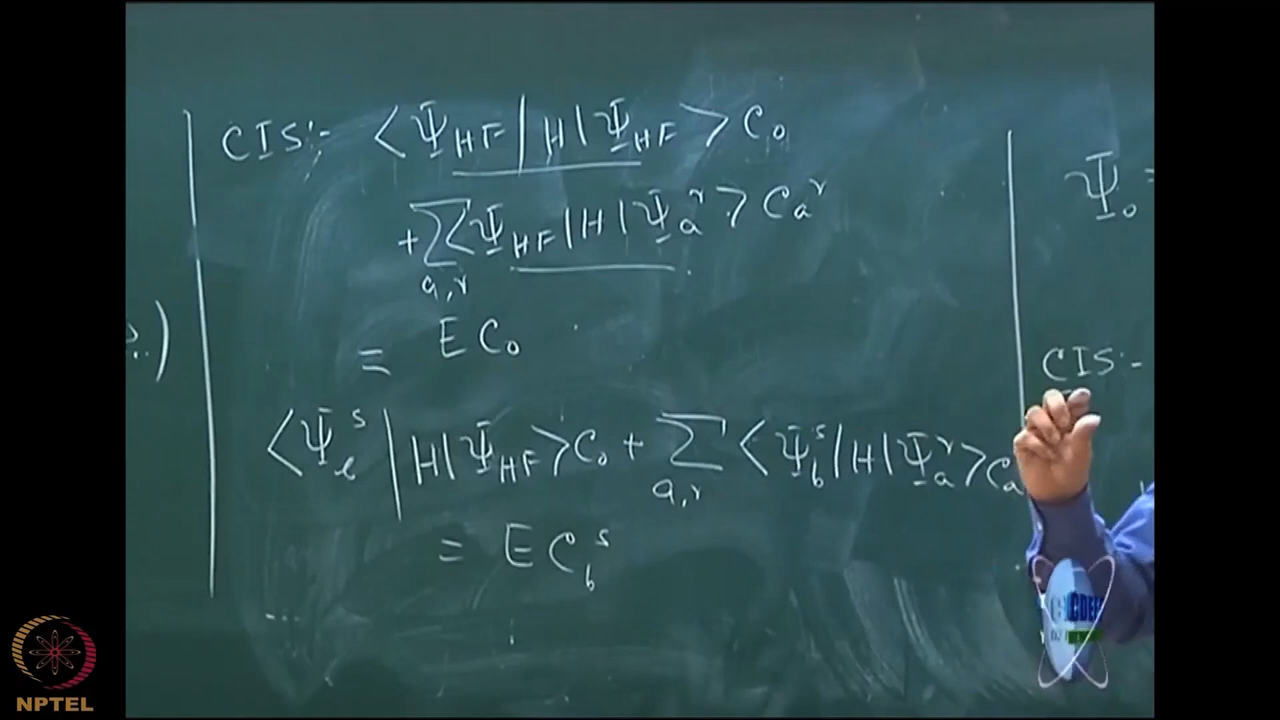 CIS:- <Ψ_HF|H|Ψ_HF> C_0
+ Σ_{a,r} <Ψ_HF|H|Ψ_a^r> C_a^r
= E C_0
<Ψ_b^s|H|Ψ_HF> C_0 + Σ_{a,r} <Ψ_b^s|H|Ψ_a^r> C_a
= E C_b^s
...
..)
Ψ_0 =
CIS:-
NPTEL